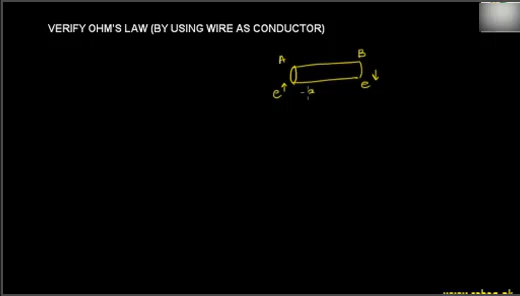 VERIFY OHM'S LAW (BY USING WIRE AS CONDUCTOR)
A B
e↑ e ↓